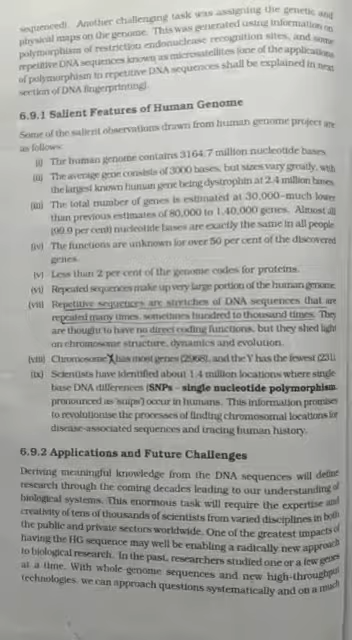 sequenced). Another challenging task was assigning the genetic and
physical maps on the genome. This was generated using information on
polymorphism of restriction endonuclease recognition sites, and some
repetitive DNA sequences known as microsatellites (one of the applications
of polymorphism in repetitive DNA sequences shall be explained in next
section of DNA fingerprinting).
6.9.1 Salient Features of Human Genome
Some of the salient observations drawn from human genome project are
as follows:
(i) The human genome contains 3164.7 million nucleotide bases.
(ii) The average gene consists of 3000 bases, but sizes vary greatly, with
the largest known human gene being dystrophin at 2.4 million bases.
(iii) The total number of genes is estimated at 30,000–much lower
than previous estimates of 80,000 to 1,40,000 genes. Almost all
(99.9 per cent) nucleotide bases are exactly the same in all people.
(iv) The functions are unknown for over 50 per cent of the discovered
genes.
(v) Less than 2 per cent of the genome codes for proteins.
(vi) Repeated sequences make up very large portion of the human genome.
(vii) Repetitive sequences are stretches of DNA sequences that are
repeated many times, sometimes hundred to thousand times. They
are thought to have no direct coding functions, but they shed light
on chromosome structure, dynamics and evolution.
(viii) Chromosome has most genes (2968), and the Y has the fewest (231).
(ix) Scientists have identified about 1.4 million locations where single
base DNA differences (SNPs – single nucleotide polymorphism,
pronounced as 'snips') occur in humans. This information promises
to revolutionise the processes of finding chromosomal locations for
disease-associated sequences and tracing human history.
6.9.2 Applications and Future Challenges
Deriving meaningful knowledge from the DNA sequences will define
research through the coming decades leading to our understanding of
biological systems. This enormous task will require the expertise and
creativity of tens of thousands of scientists from varied disciplines in both
the public and private sectors worldwide. One of the greatest impacts of
having the HG sequence may well be enabling a radically new approach
to biological research. In the past, researchers studied one or a few genes
at a time. With whole-genome sequences and new high-throughput
technologies, we can approach questions systematically and on a much